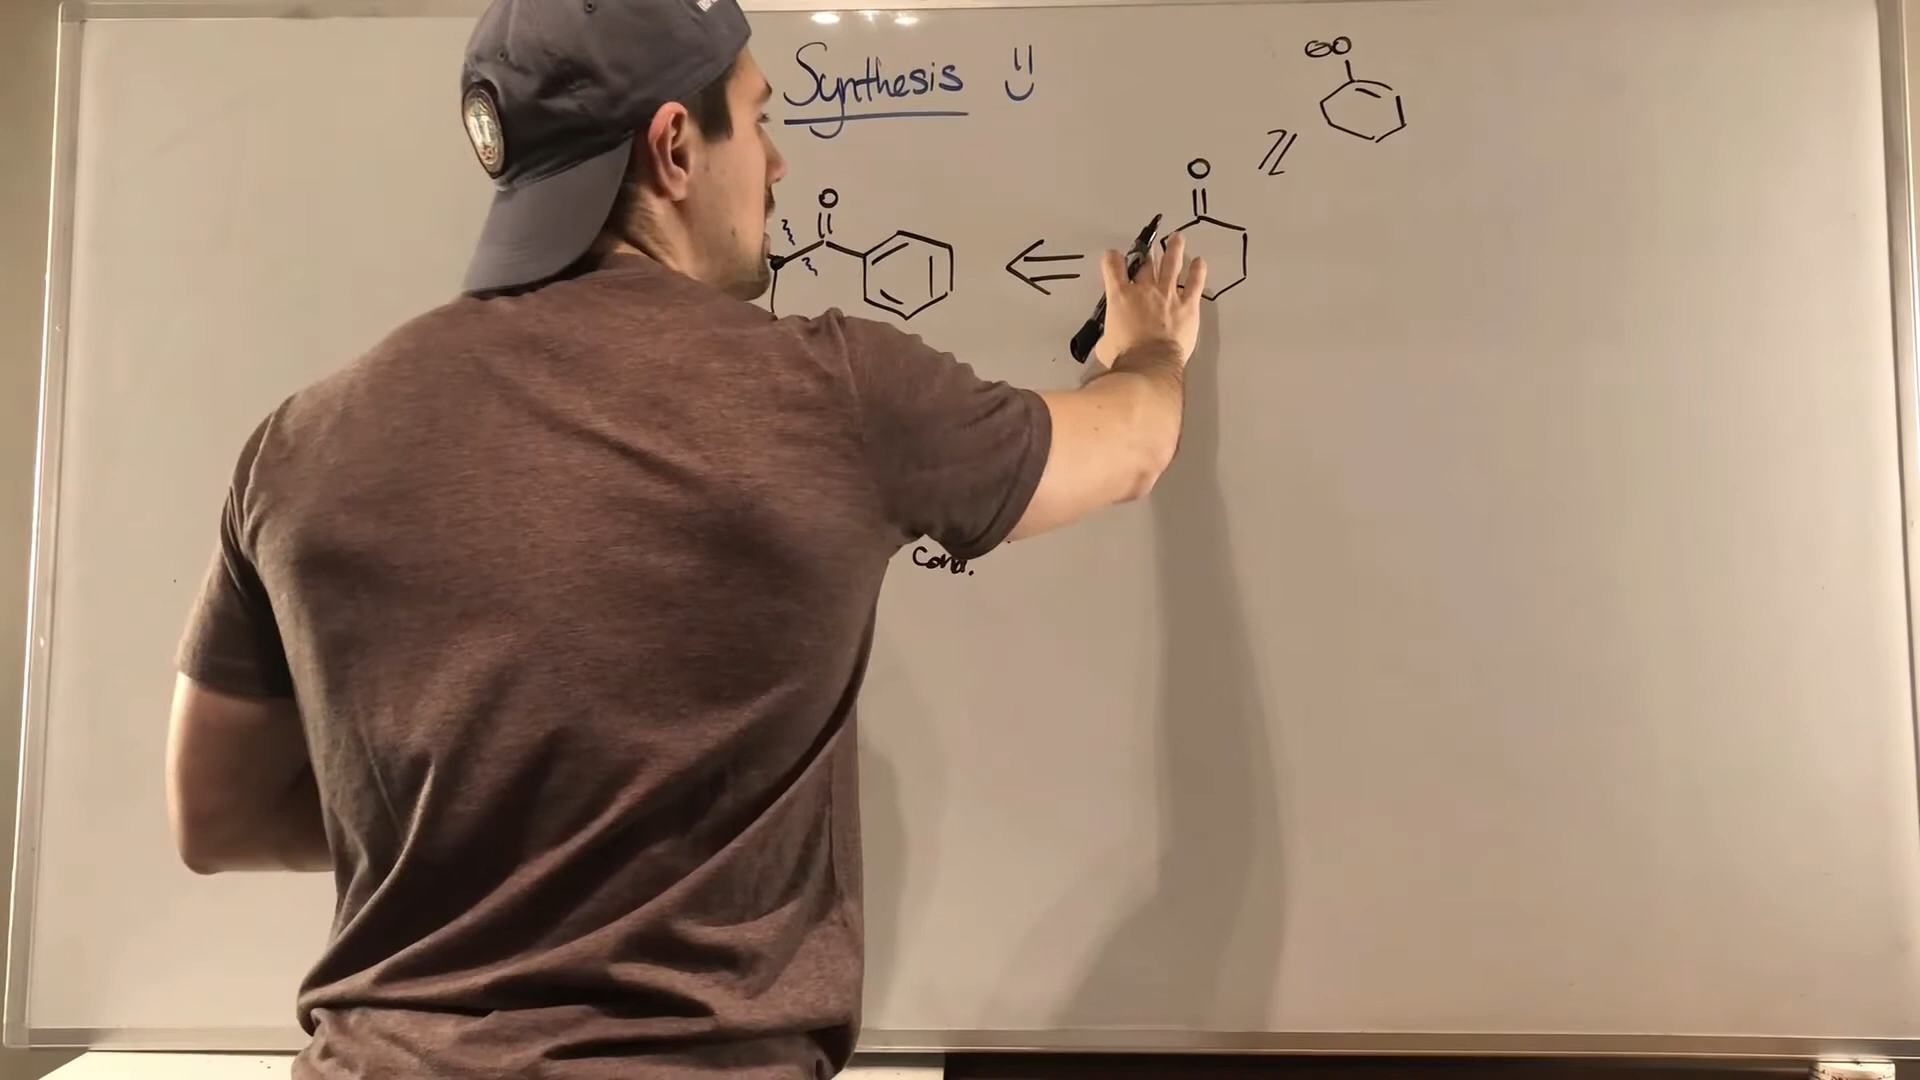 Synthesis
⊖O
O
O
Cond.